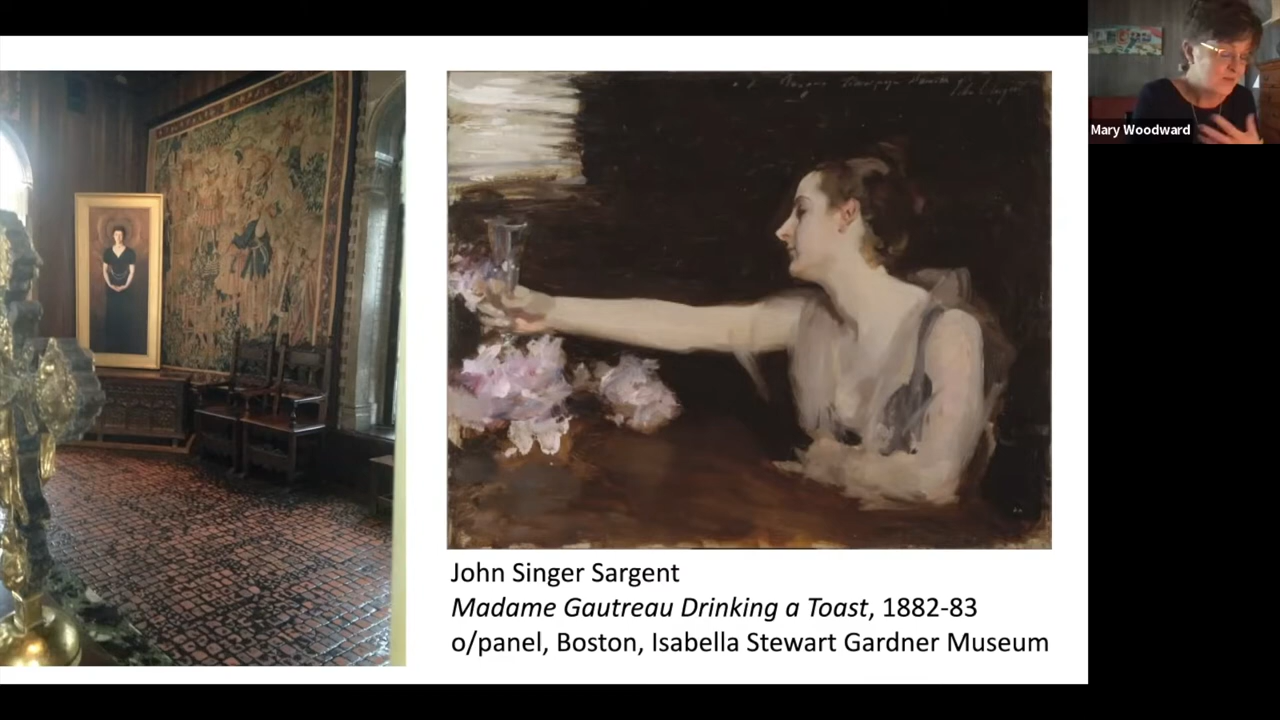 Mary Woodward
John Singer Sargent
Madame Gautreau Drinking a Toast, 1882-83
o/panel, Boston, Isabella Stewart Gardner Museum